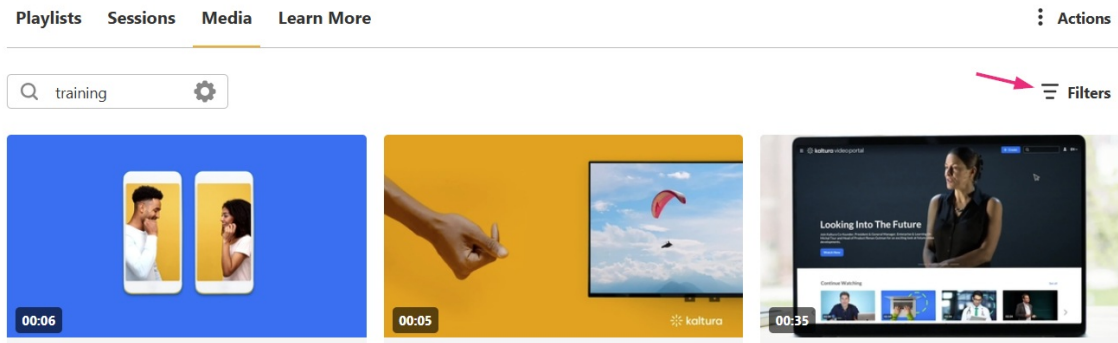 Playlists Sessions Media Learn More Actions
training Filters
kaltura videoportal
Looking Into The Future
Continue Watching
00:06 00:05 kaltura 00:35